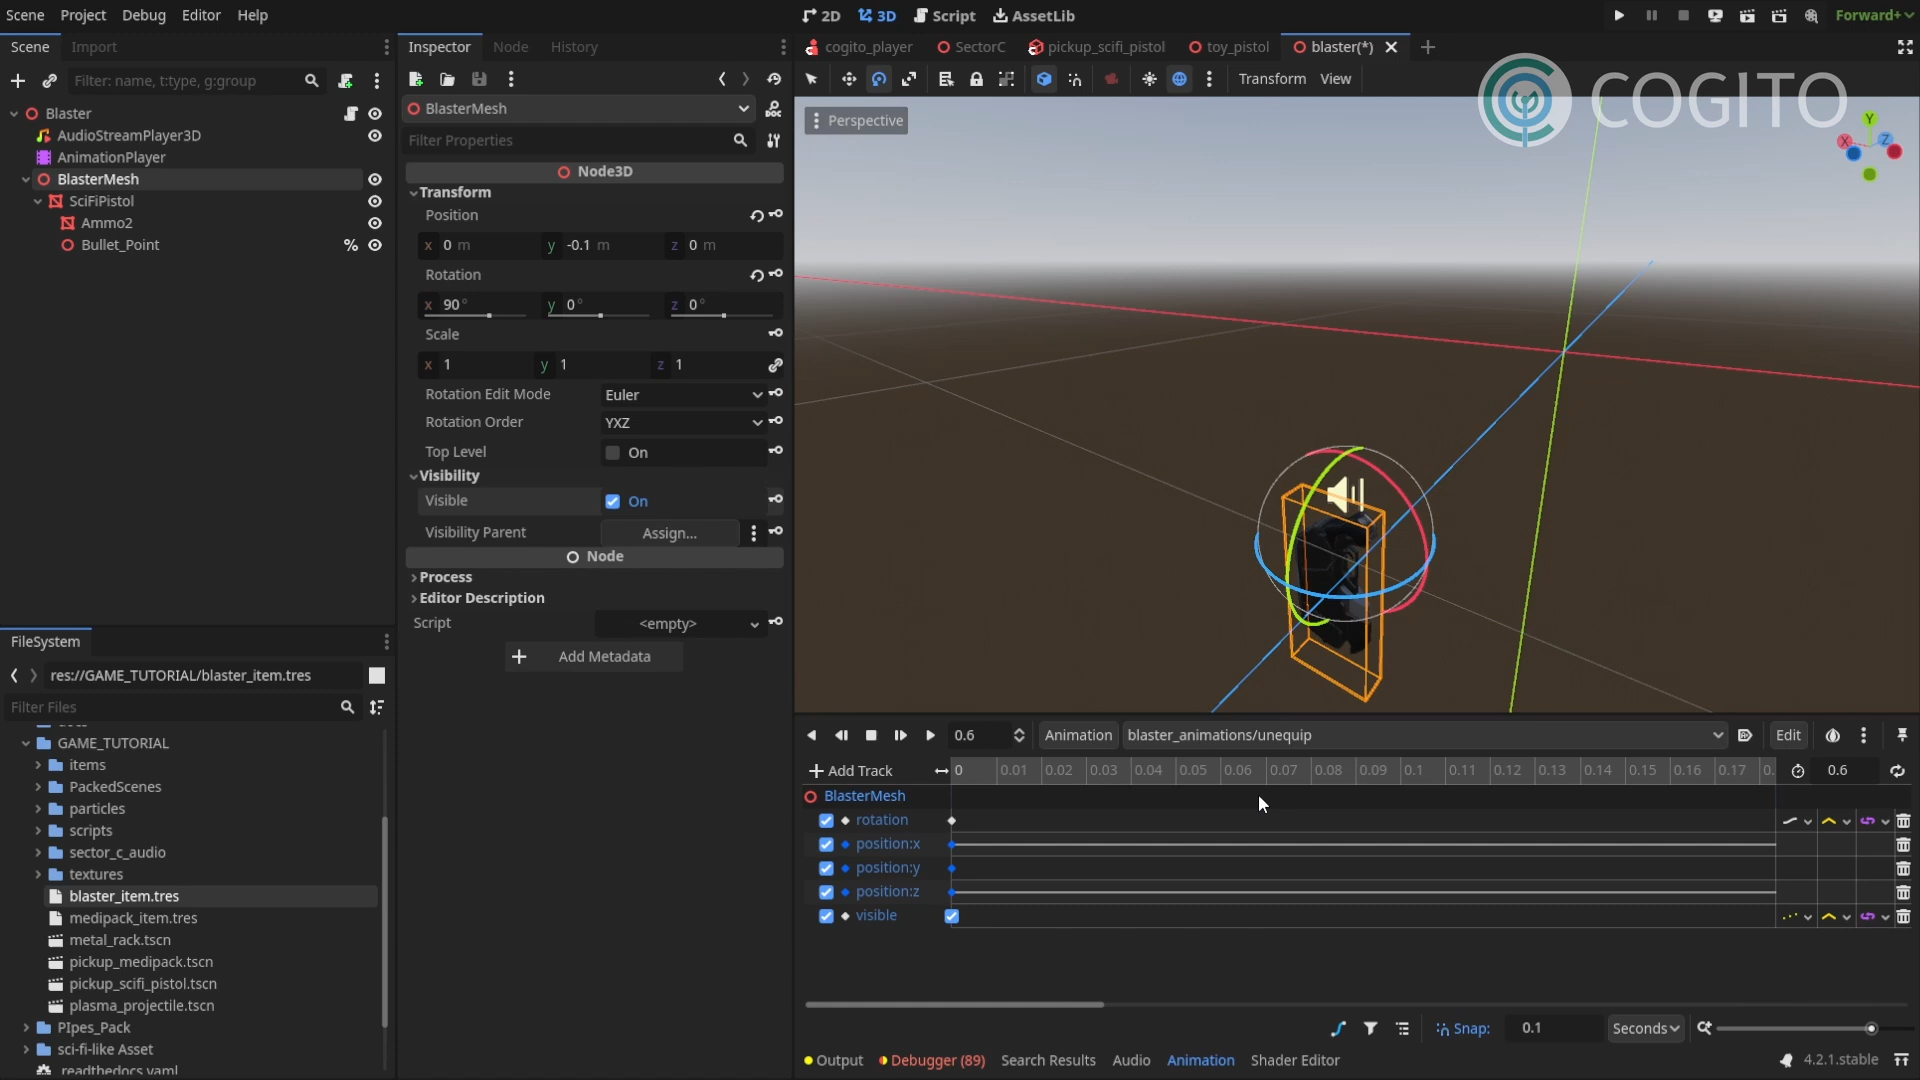 Scene Project Debug Editor Help
2D 3D Script AssetLib
Forward+
Scene Import
Inspector Node History
cogito_player SectorC pickup_scifi_pistol toy_pistol blaster(*)
Filter: name, t:type, g:group
Transform View
COGITO
Blaster
AudioStreamPlayer3D
AnimationPlayer
BlasterMesh
SciFiPistol
Ammo2
Bullet_Point %
BlasterMesh
Filter Properties
Node3D
Transform
Position
x 0 m y -0.1 m z 0 m
Rotation
x 90° y 0° z 0°
Scale
x 1 y 1 z 1
Rotation Edit Mode Euler
Rotation Order YXZ
Top Level On
Visibility
Visible On
Visibility Parent Assign...
Node
Process
Editor Description
Script <empty>
Add Metadata
Perspective
X Y Z
FileSystem
res://GAME_TUTORIAL/blaster_item.tres
Filter Files
GAME_TUTORIAL
items
PackedScenes
particles
scripts
sector_c_audio
textures
blaster_item.tres
medipack_item.tres
metal_rack.tscn
pickup_medipack.tscn
pickup_scifi_pistol.tscn
plasma_projectile.tscn
PIpes_Pack
sci-fi-like Asset
readthedocs.yaml
0.6 Animation blaster_animations/unequip Edit
Add Track 0 0.01 0.02 0.03 0.04 0.05 0.06 0.07 0.08 0.09 0.1 0.11 0.12 0.13 0.14 0.15 0.16 0.17 0. 0.6
BlasterMesh
rotation
position:x
position:y
position:z
visible
Snap: 0.1 Seconds
Output Debugger (89) Search Results Audio Animation Shader Editor 4.2.1.stable